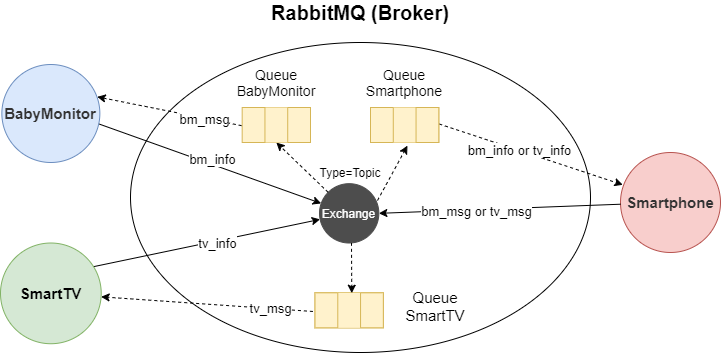 RabbitMQ (Broker)
Queue
BabyMonitor
Queue
Smartphone
BabyMonitor
bm_msg
bm_info or tv_info
bm_info
Type=Topic
Smartphone
Exchange
bm_msg or tv_msg
tv_info
SmartTV
tv_msg
Queue
SmartTV